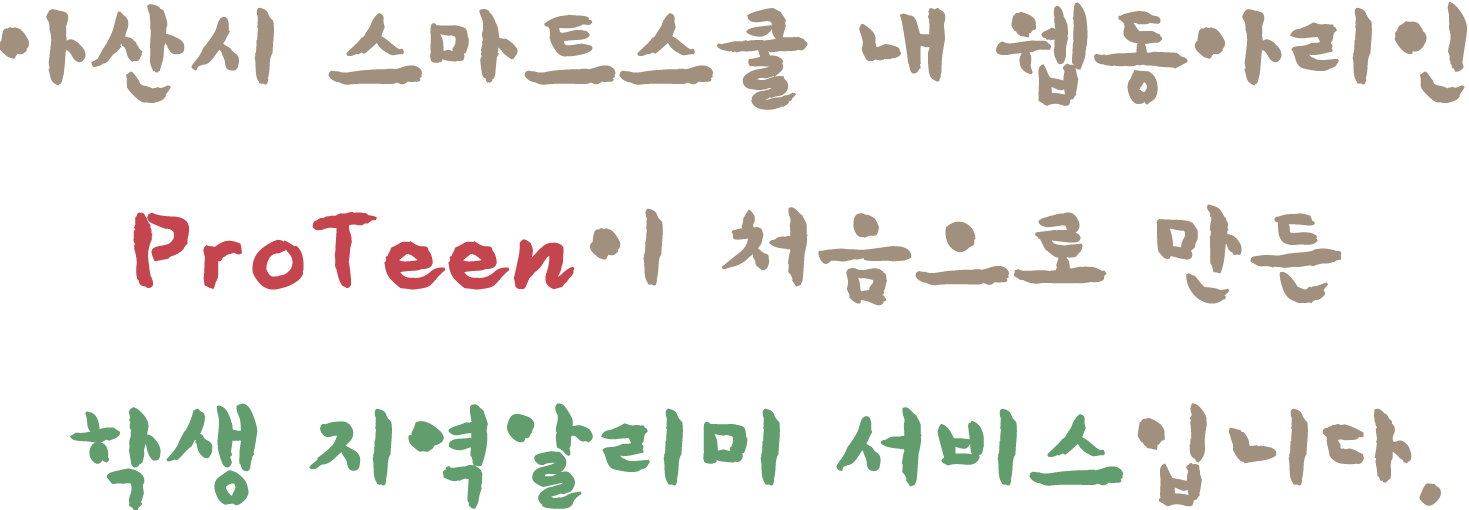 아산시 스마트스쿨 내 웹동아리인
ProTeen이 처음으로 만든
학생 지역알리미 서비스입니다.